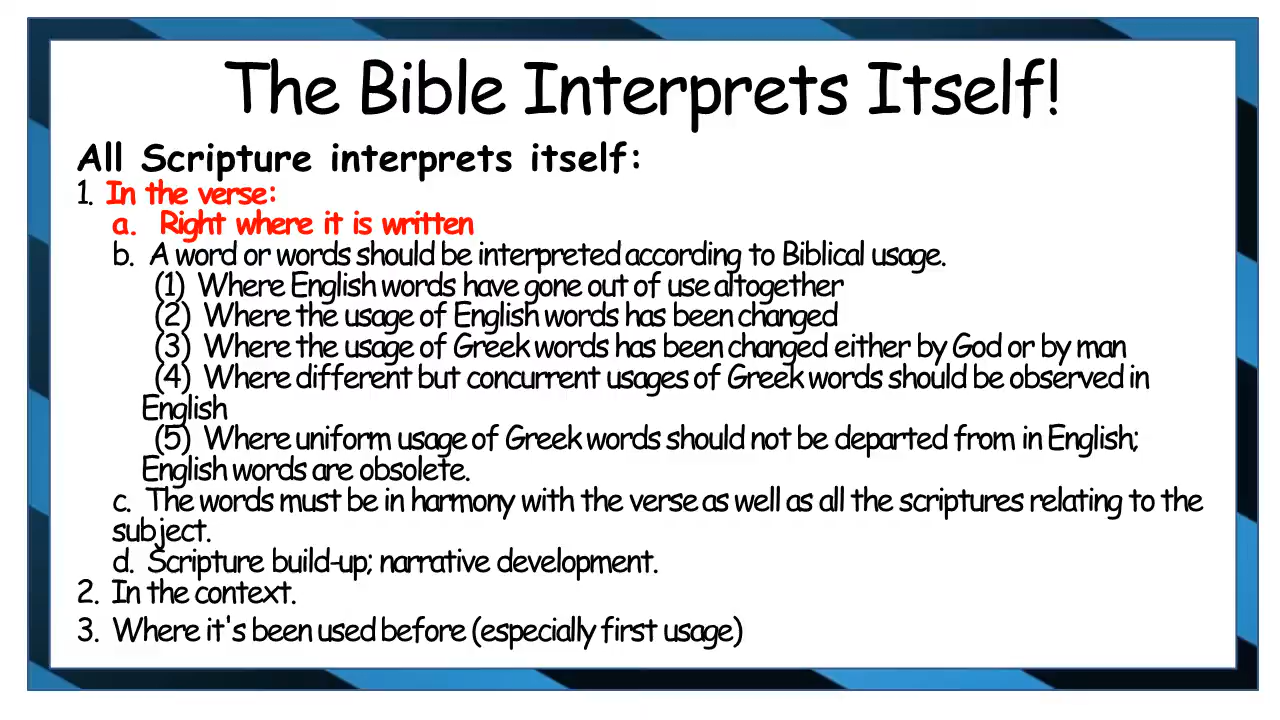 The Bible Interprets Itself!
All Scripture interprets itself:
1. In the verse:
a. Right where it is written
b. A word or words should be interpreted according to Biblical usage.
(1) Where English words have gone out of use altogether
(2) Where the usage of English words has been changed
(3) Where the usage of Greek words has been changed either by God or by man
(4) Where different but concurrent usages of Greek words should be observed in
English
(5) Where uniform usage of Greek words should not be departed from in English;
English words are obsolete.
c. The words must be in harmony with the verse as well as all the scriptures relating to the
subject.
d. Scripture build-up; narrative development.
2. In the context.
3. Where it's been used before (especially first usage)